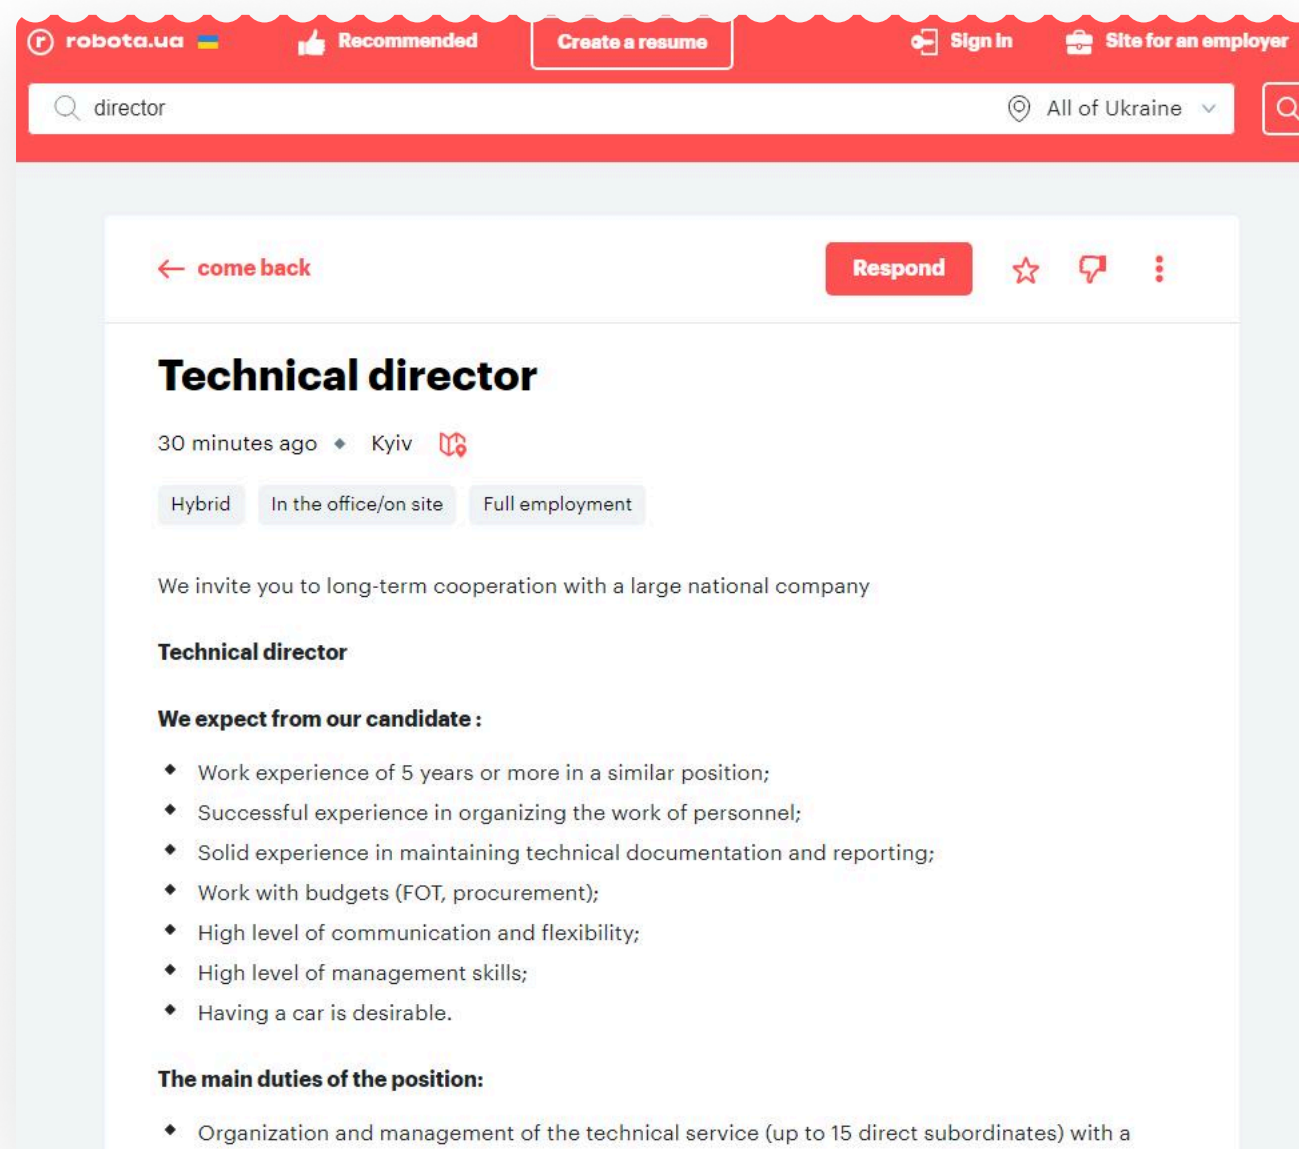 robota.ua Recommended Create a resume Sign in Site for an employer
director All of Ukraine
come back Respond
Technical director
30 minutes ago Kyiv
Hybrid In the office/on site Full employment
We invite you to long-term cooperation with a large national company
Technical director
We expect from our candidate :
Work experience of 5 years or more in a similar position;
Successful experience in organizing the work of personnel;
Solid experience in maintaining technical documentation and reporting;
Work with budgets (FOT, procurement);
High level of communication and flexibility;
High level of management skills;
Having a car is desirable.
The main duties of the position:
Organization and management of the technical service (up to 15 direct subordinates) with a